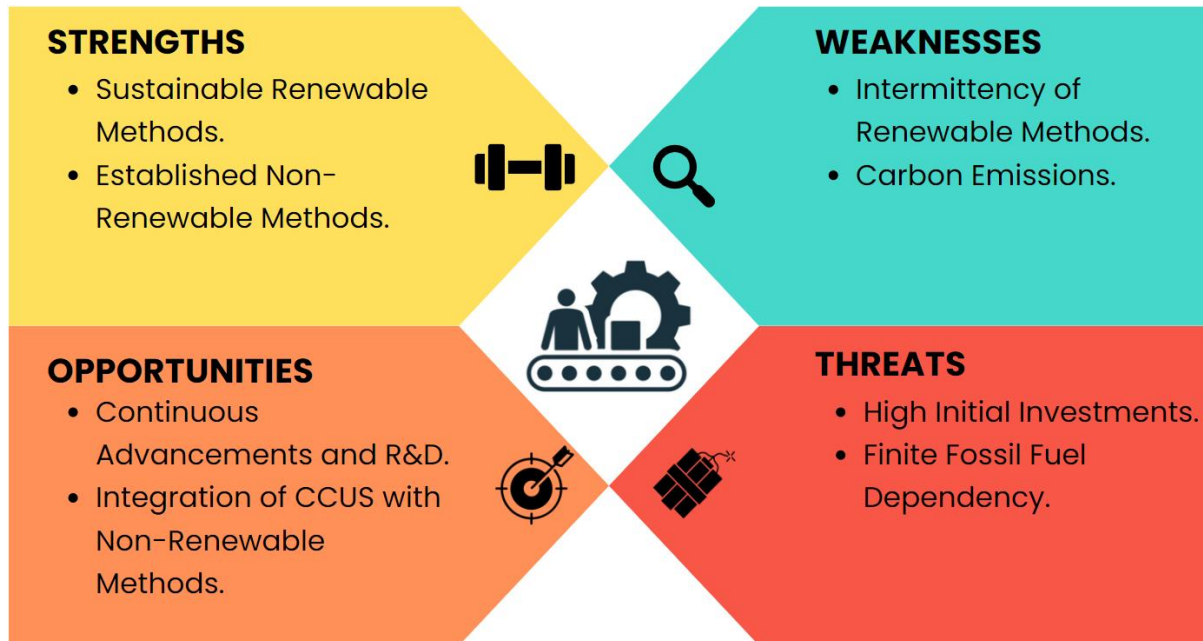 STRENGTHS
• Sustainable Renewable
Methods.
• Established Non-
Renewable Methods.
WEAKNESSES
• Intermittency of
Renewable Methods.
• Carbon Emissions.
OPPORTUNITIES
• Continuous
Advancements and R&D.
• Integration of CCUS with
Non-Renewable
Methods.
THREATS
• High Initial Investments.
• Finite Fossil Fuel
Dependency.